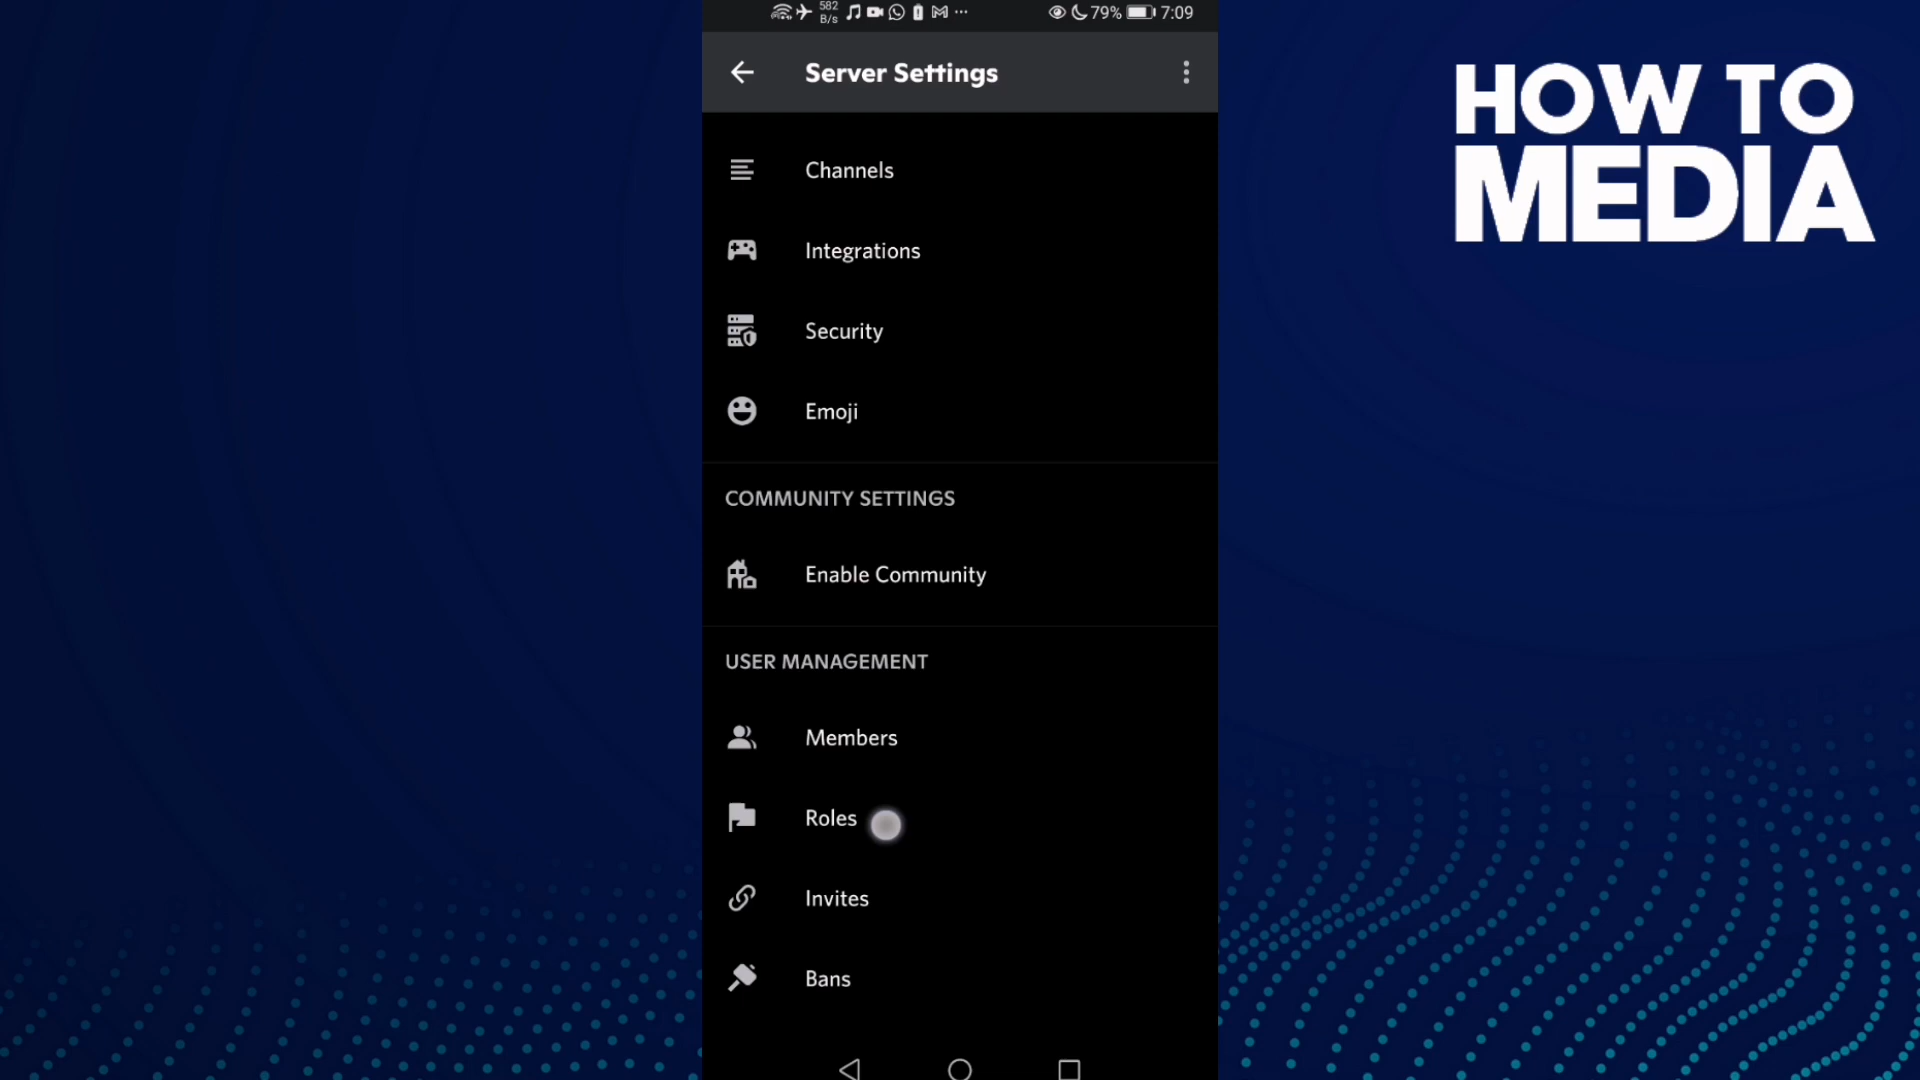 582
B/s
79%
7:09
Server Settings
HOW TO
MEDIA
Channels
Integrations
Security
Emoji
COMMUNITY SETTINGS
Enable Community
USER MANAGEMENT
Members
Roles
Invites
Bans